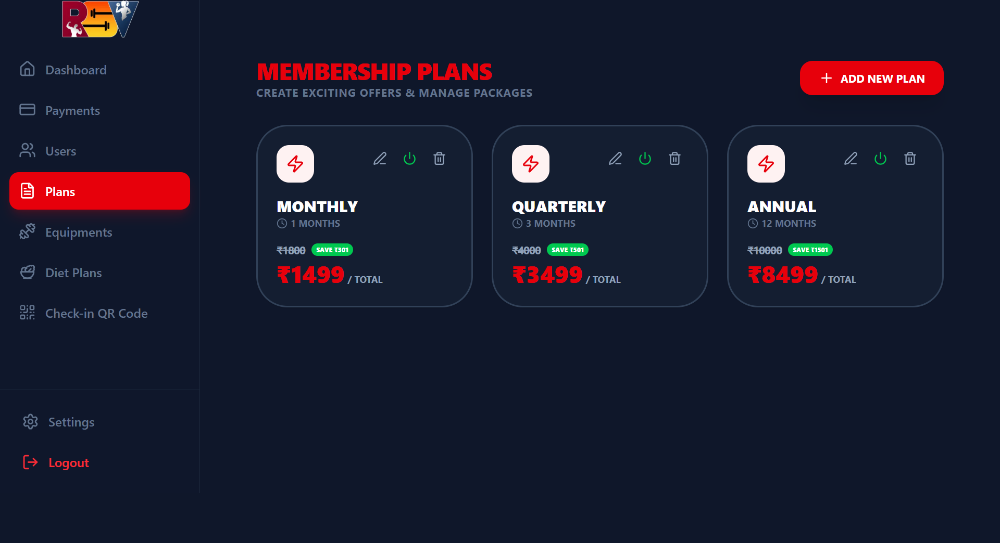 RSV
Dashboard
Payments
Users
Plans
Equipments
Diet Plans
Check-in QR Code
Settings
Logout
MEMBERSHIP PLANS
CREATE EXCITING OFFERS & MANAGE PACKAGES
ADD NEW PLAN
MONTHLY
1 MONTHS
₹1800 SAVE ₹301
₹1499 / TOTAL
QUARTERLY
3 MONTHS
₹4000 SAVE ₹501
₹3499 / TOTAL
ANNUAL
12 MONTHS
₹10000 SAVE ₹1501
₹8499 / TOTAL